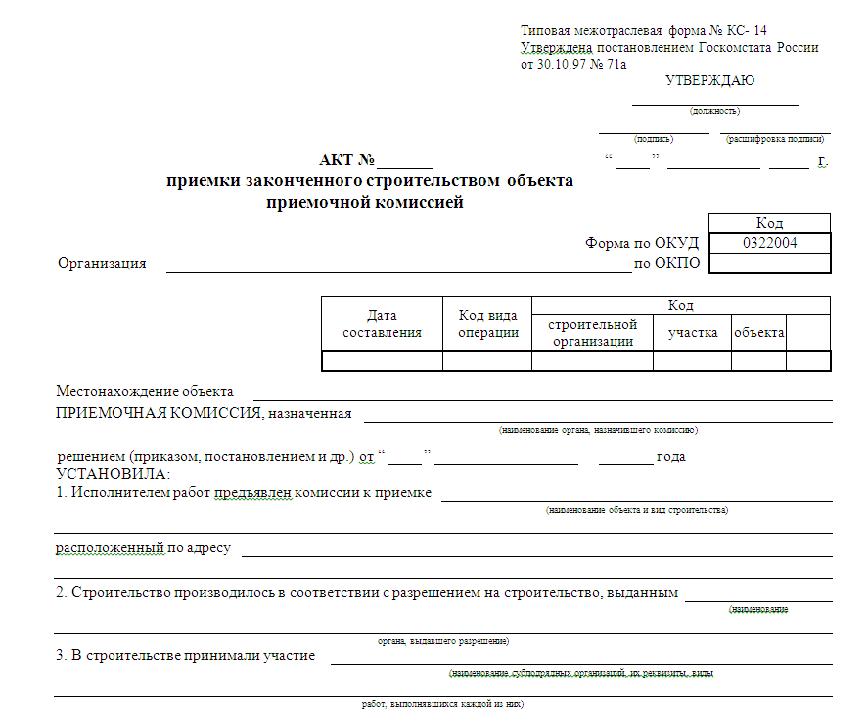 Типовая межотраслевая форма № КС- 14
Утверждена постановлением Госкомстата России
от 30.10.97 № 71а
УТВЕРЖДАЮ
(должность)
(подпись) (расшифровка подписи)
“ ” г.
АКТ №
приемки законченного строительством объекта
приемочной комиссией
Код
Форма по ОКУД 0322004
Организация по ОКПО
Дата составления Код вида операции Код
строительной организации участка объекта
Местонахождение объекта
ПРИЕМОЧНАЯ КОМИССИЯ, назначенная
(наименование органа, назначившего комиссию)
решением (приказом, постановлением и др.) от “ ” года
УСТАНОВИЛА:
1. Исполнителем работ предъявлен комиссии к приемке
(наименование объекта и вид строительства)
расположенный по адресу
2. Строительство производилось в соответствии с разрешением на строительство, выданным
(наименование
органа, выдавшего разрешение)
3. В строительстве принимали участие
(наименование субподрядных организаций, их реквизиты, виды
работ, выполнявшихся каждой из них)